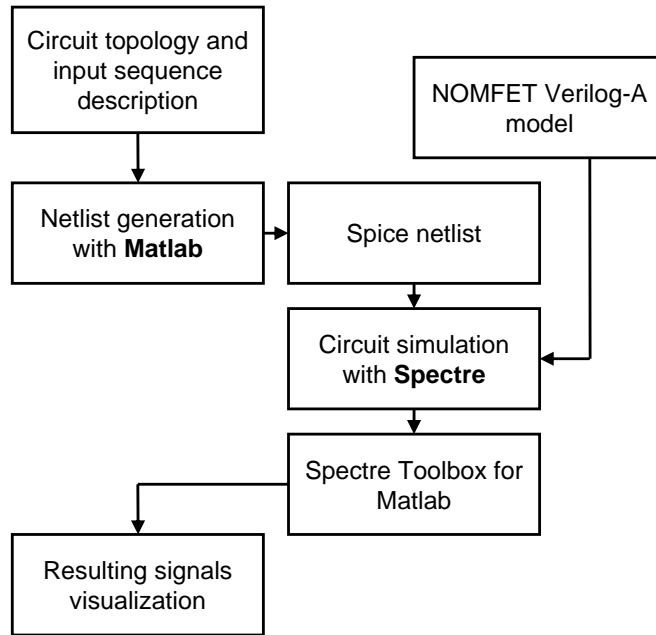 Circuit topology and
input sequence
description
NOMFET Verilog-A
model
Netlist generation
with Matlab
Spice netlist
Circuit simulation
with Spectre
Spectre Toolbox for
Matlab
Resulting signals
visualization